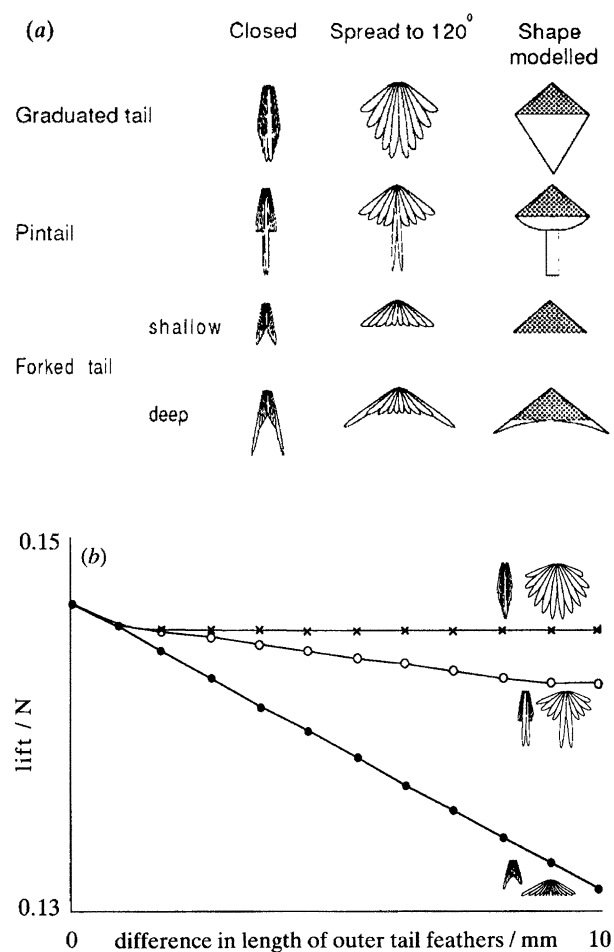 (a)
Closed Spread to 120° Shape modelled
Graduated tail
Pintail
shallow
Forked tail
deep
0.15
(b)
lift / N
0.13
0 difference in length of outer tail feathers / mm 10